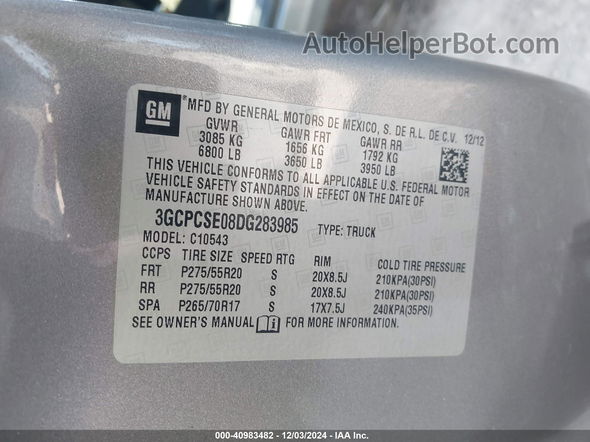 AutoHelperBot.com
GM
® MFD BY GENERAL MOTORS DE MEXICO, S. DE R.L. DE C.V. 12/12
GVWR GAWR FRT GAWR RR
3085 KG 1656 KG 1792 KG
6800 LB 3650 LB 3950 LB
THIS VEHICLE CONFORMS TO ALL APPLICABLE U.S. FEDERAL MOTOR
VEHICLE SAFETY STANDARDS IN EFFECT ON THE DATE OF
MANUFACTURE SHOWN ABOVE.
3GCPCSE08DG283985 TYPE: TRUCK
MODEL: C10543
CCPS TIRE SIZE SPEED RTG RIM COLD TIRE PRESSURE
FRT P275/55R20 S 20X8.5J 210KPA(30PSI)
RR P275/55R20 S 20X8.5J 210KPA(30PSI)
SPA P265/70R17 S 17X7.5J 240KPA(35PSI)
SEE OWNER'S MANUAL FOR MORE INFORMATION.
000-40983482 - 12/03/2024 - IAA Holdings, LLC.